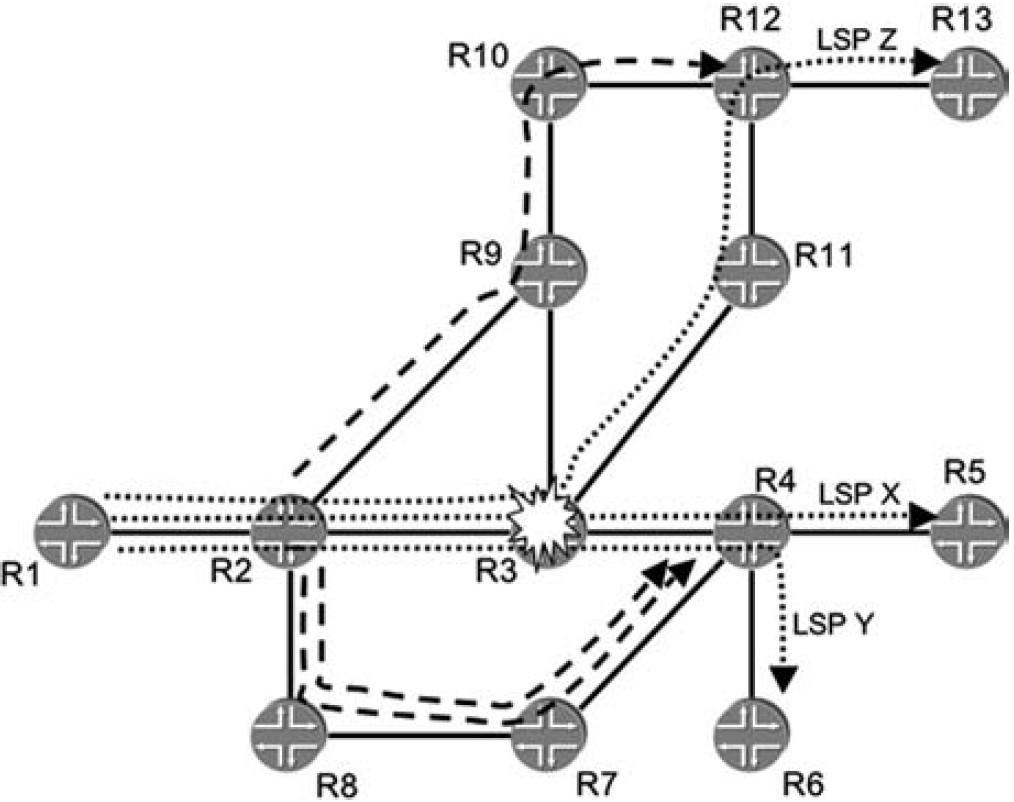 R12
R13
R10
LSP Z
R9
R11
R4
R5
LSP X
R1
R2
R3
LSP Y
R8
R7
R6